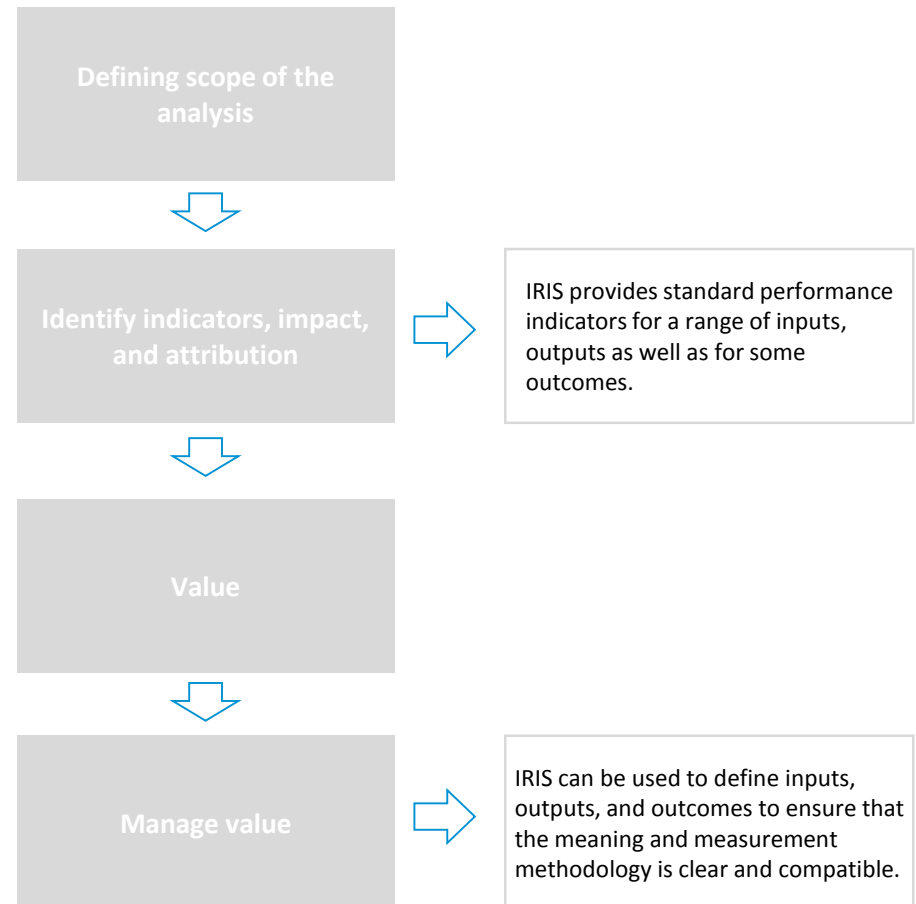 Defining scope of the
analysis
Identify indicators, impact,
and attribution
IRIS provides standard performance
indicators for a range of inputs,
outputs as well as for some
outcomes.
Value
Manage value
IRIS can be used to define inputs,
outputs, and outcomes to ensure that
the meaning and measurement
methodology is clear and compatible.